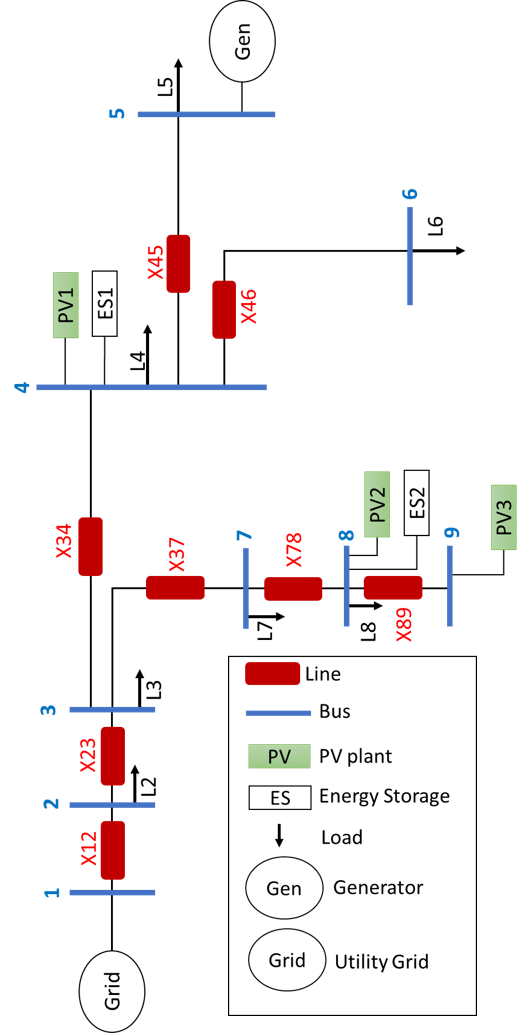 Gen
L5
5
X45
6
L6
X46
PV1
ES1
L4
4
X34
X37
7
X78
8
PV2
ES2
9
PV3
L7
L8
X89
3
L3
X23
2
L2
X12
1
Grid
Line
Bus
PV PV plant
ES Energy Storage
Load
Gen Generator
Grid Utility Grid